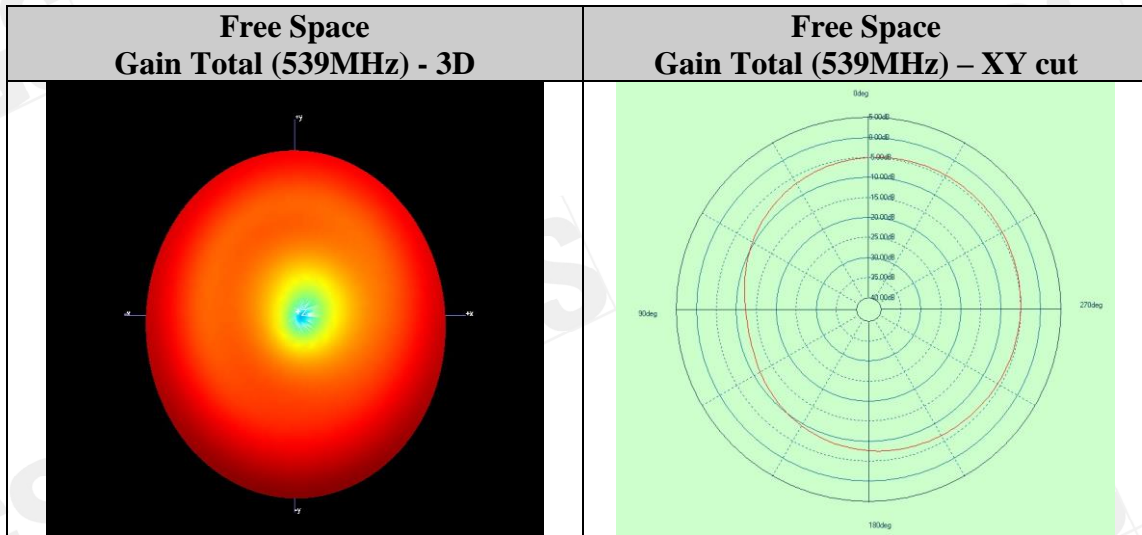 Free Space
Gain Total (539MHz) - 3D
Free Space
Gain Total (539MHz) – XY cut
+y
-x
+x
-y
0deg
5.00dB
0.00dB
5.00dB
10.00dB
15.00dB
20.00dB
25.00dB
30.00dB
35.00dB
40.00dB
90deg
270deg
180deg